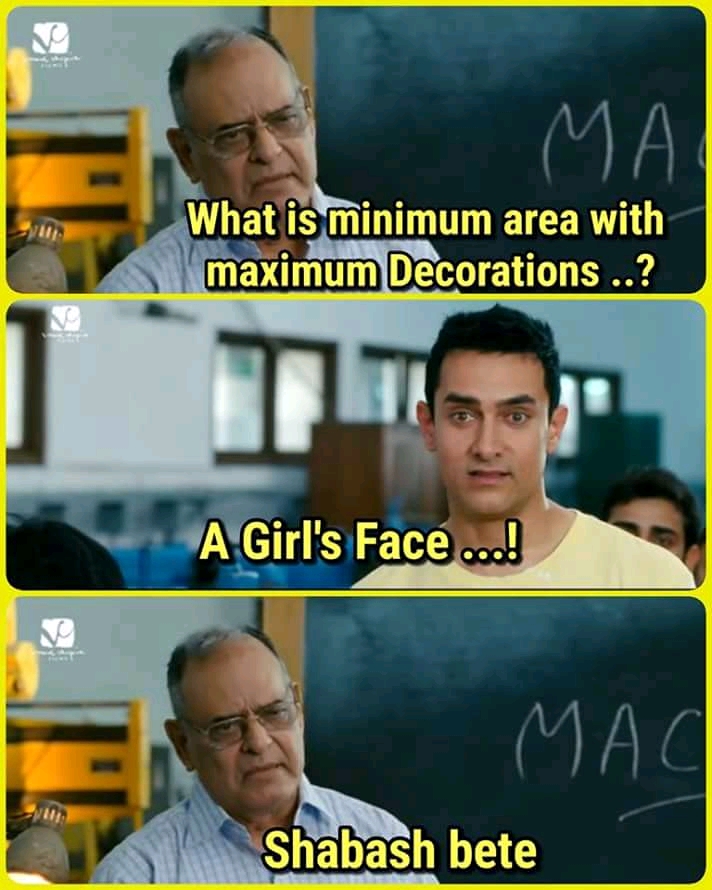 MA
What is minimum area with
maximum Decorations ..?
A Girl's Face ...!
MAC
Shabash bete